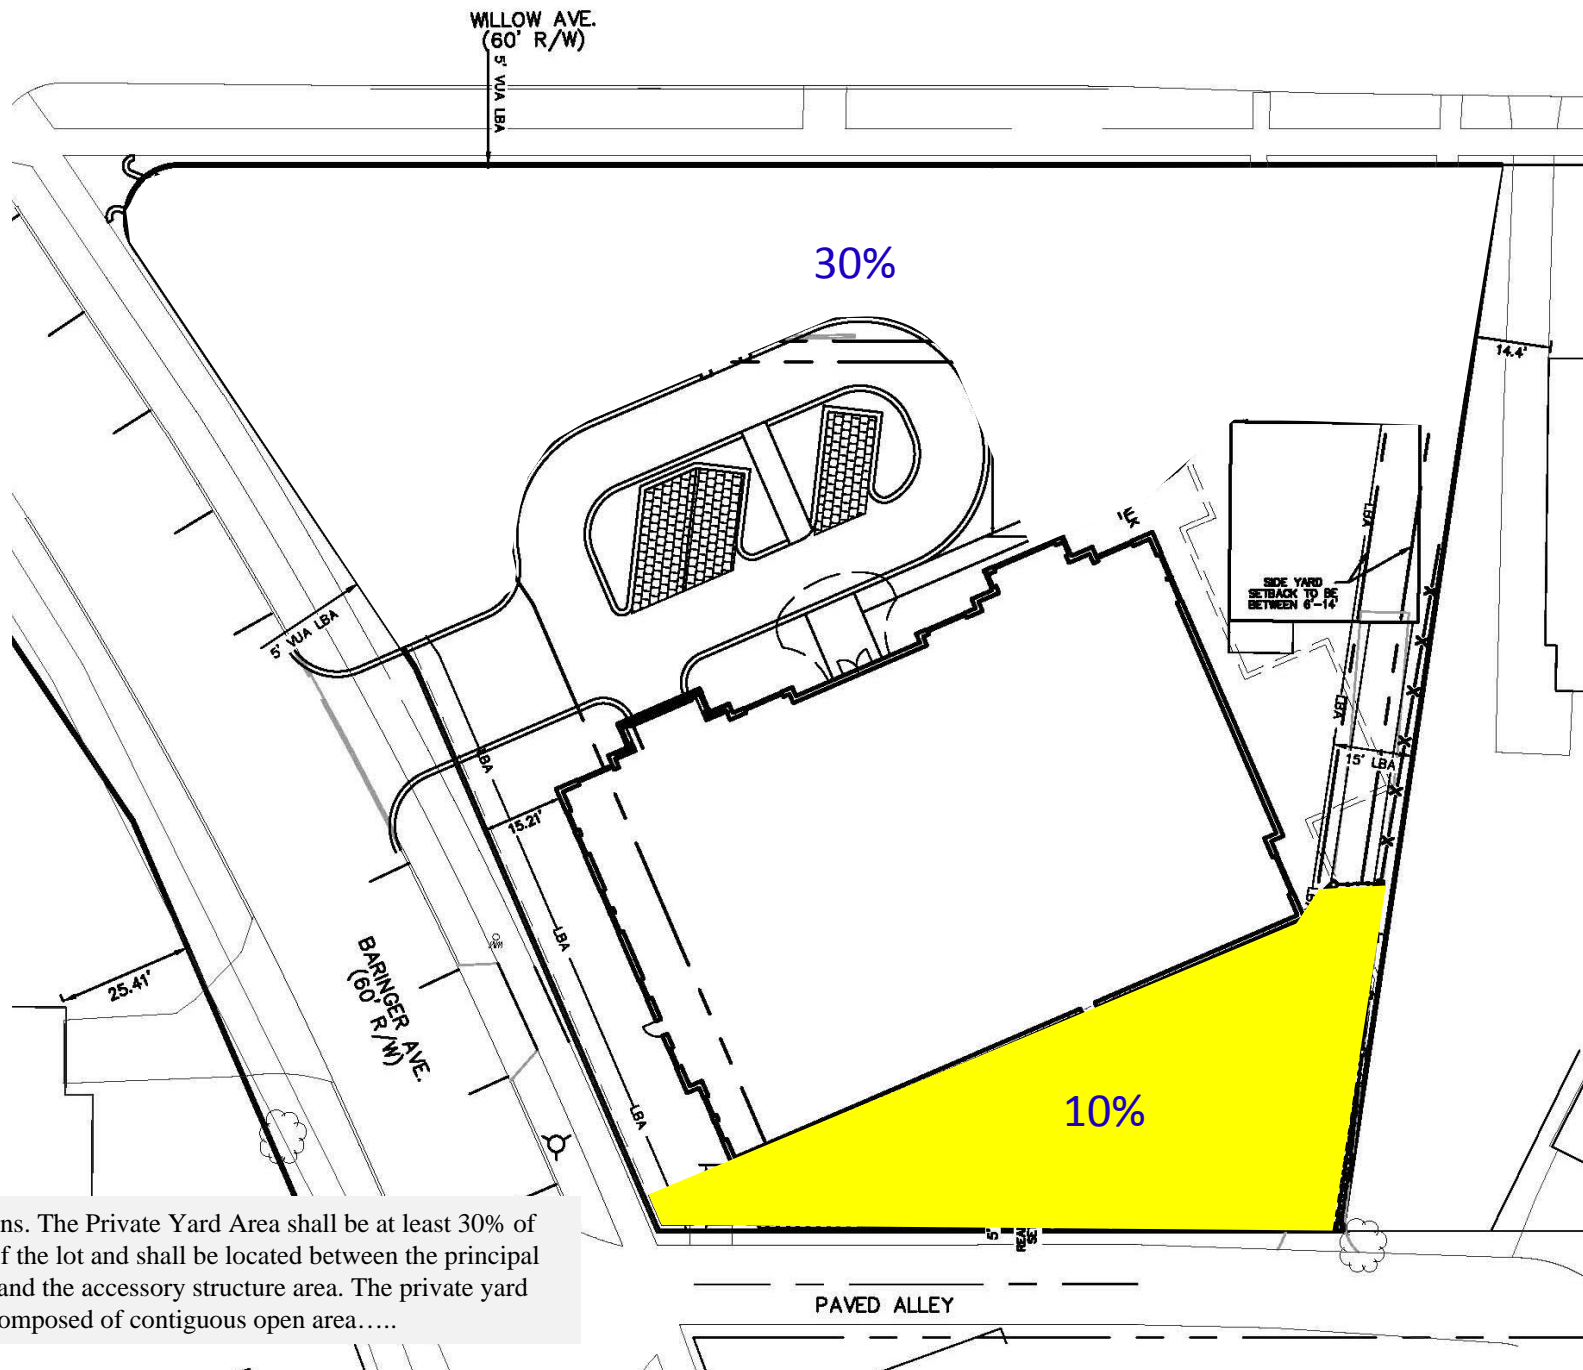 WILLOW AVE.
(60' R/W)
5' VUA LBA
30%
14.4'
LBA
SIDE YARD
SETBACK TO BE
BETWEEN 6'-14'
5' VUA LBA
LBA
LBA
15' LBA
15.21'
LBA
25.41'
BARINGER AVE.
(60' R/W)
LBA
10%
5'
ns. The Private Yard Area shall be at least 30% of
f the lot and shall be located between the principal
and the accessory structure area. The private yard
omposed of contiguous open area…..
PAVED ALLEY